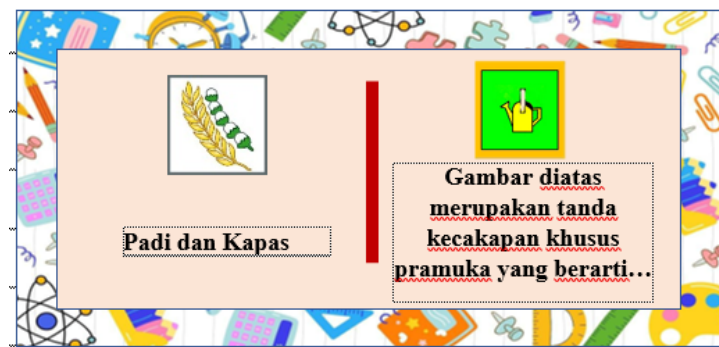 Padi dan Kapas
Gambar diatas
merupakan tanda
kecakapan khusus
pramuka yang berarti…